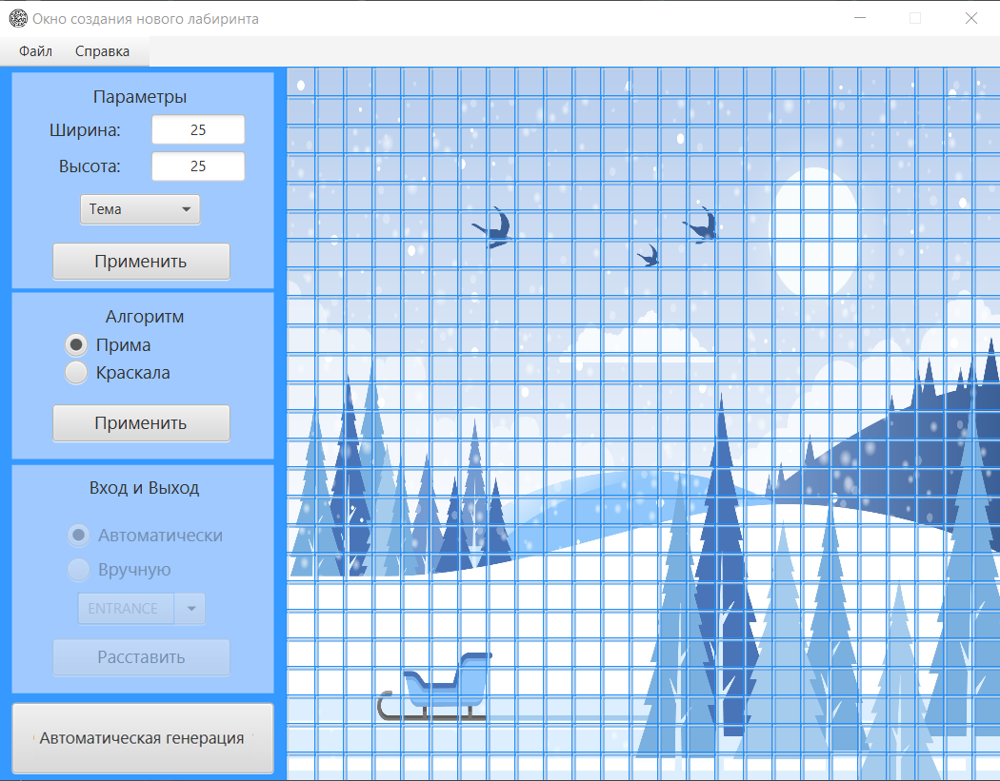 Окно создания нового лабиринта
Файл Справка
Параметры
Ширина: 25
Высота: 25
Тема
Применить
Алгоритм
Прима
Краскала
Применить
Вход и Выход
Автоматически
Вручную
ENTRANCE
Расставить
Автоматическая генерация